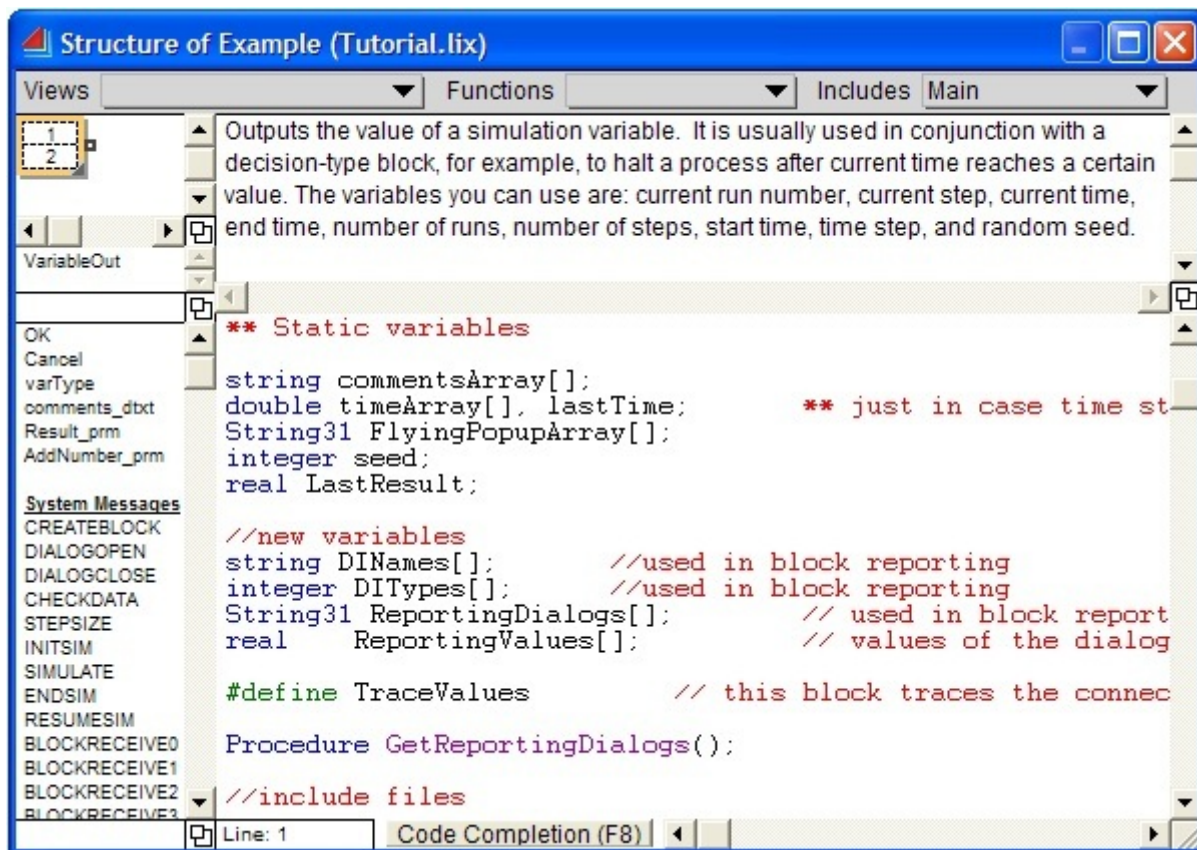 Structure of Example (Tutorial.lix)
Views Functions Includes Main
1
2
Outputs the value of a simulation variable. It is usually used in conjunction with a
decision-type block, for example, to halt a process after current time reaches a certain
value. The variables you can use are: current run number, current step, current time,
end time, number of runs, number of steps, start time, time step, and random seed.
VariableOut
OK
Cancel
varType
comments_dtxt
Result_prm
AddNumber_prm
System Messages
CREATEBLOCK
DIALOGOPEN
DIALOGCLOSE
CHECKDATA
STEPSIZE
INITSIM
SIMULATE
ENDSIM
RESUMESIM
BLOCKRECEIVE0
BLOCKRECEIVE1
BLOCKRECEIVE2
BLOCKRECEIVE3
** Static variables
string commentsArray[];
double timeArray[], lastTime; ** just in case time st
String31 FlyingPopupArray[];
integer seed;
real LastResult;
//new variables
string DINames[]; //used in block reporting
integer DITypes[]; //used in block reporting
String31 ReportingDialogs[]; // used in block report
real ReportingValues[]; // values of the dialog
#define TraceValues // this block traces the connec
Procedure GetReportingDialogs();
//include files
Line: 1 Code Completion (F8)